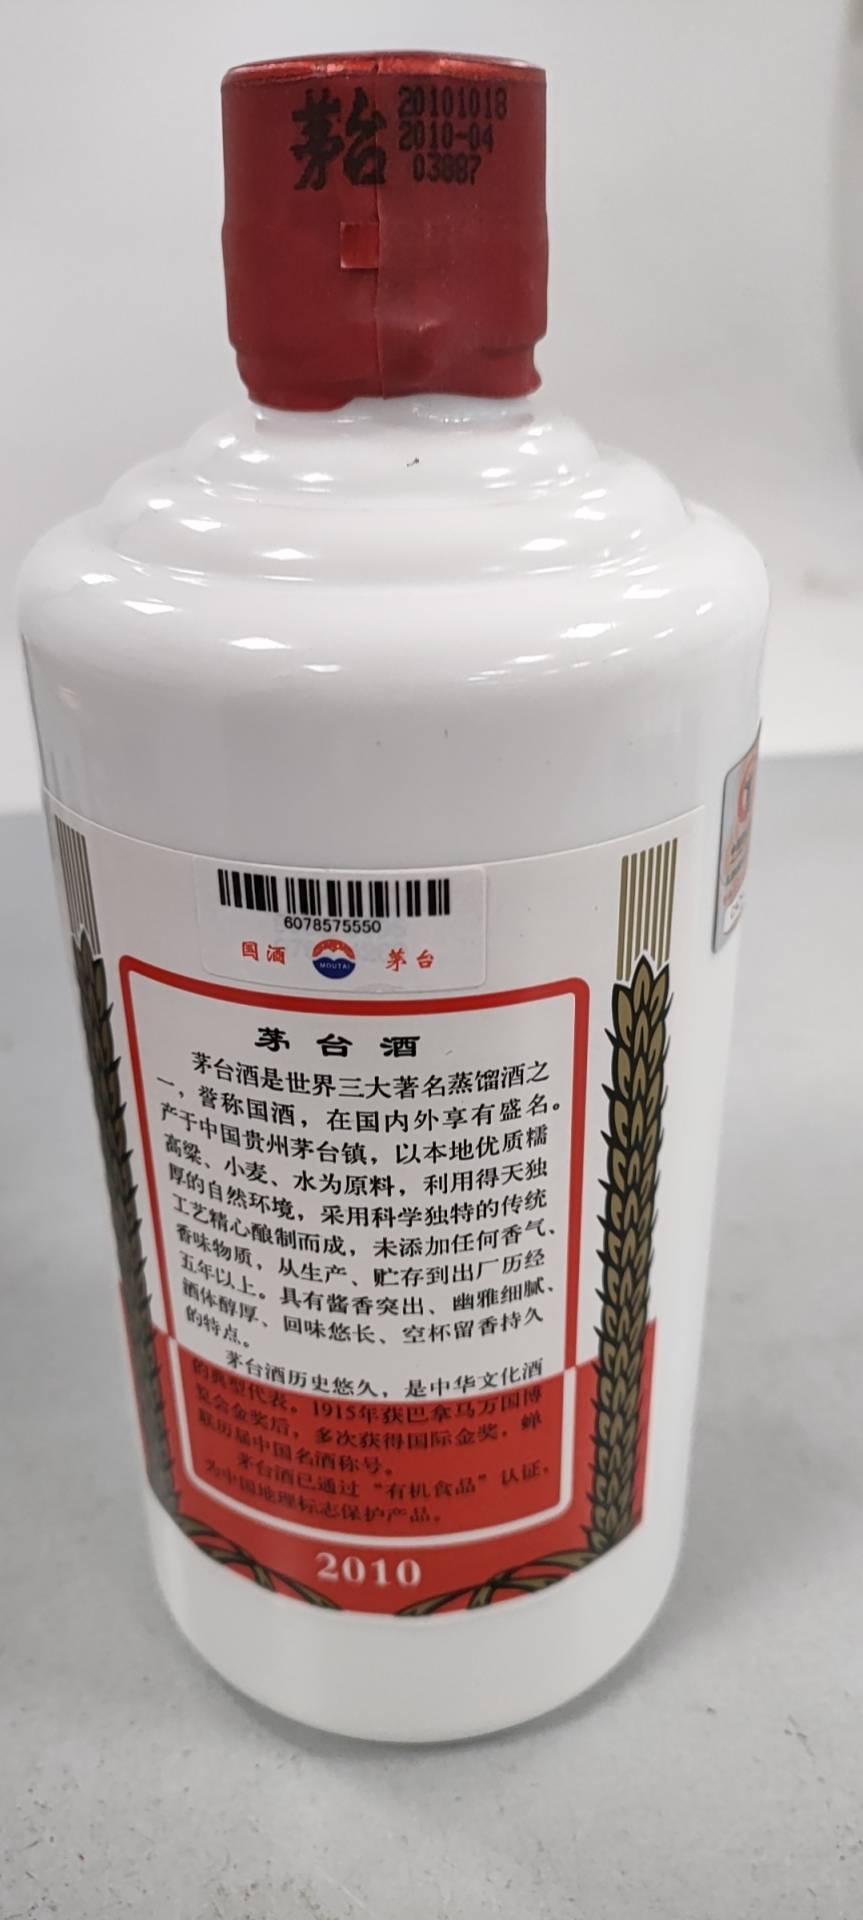 茅台
20101018
2010-04
03887
6078575550
国酒 MOUTAI 茅台
茅台酒
茅台酒是世界三大著名蒸馏酒之
一，誉称国酒，在国内外享有盛名。
产于中国贵州茅台镇，以本地优质糯
高粱、小麦、水为原料，利用得天独
厚的自然环境，采用科学独特的传统
工艺精心酿制而成，未添加任何香气、
香味物质，从生产、贮存到出厂历经
五年以上。具有酱香突出、幽雅细腻、
酒体醇厚、回味悠长、空杯留香持久
的特点。
茅台酒历史悠久，是中华文化酒
的典型代表。1915年获巴拿马万国博
览会金奖后，多次获得国际金奖，蝉
联历届中国名酒称号。
茅台酒已通过“有机食品”认证，
为中国地理标志保护产品。
2010